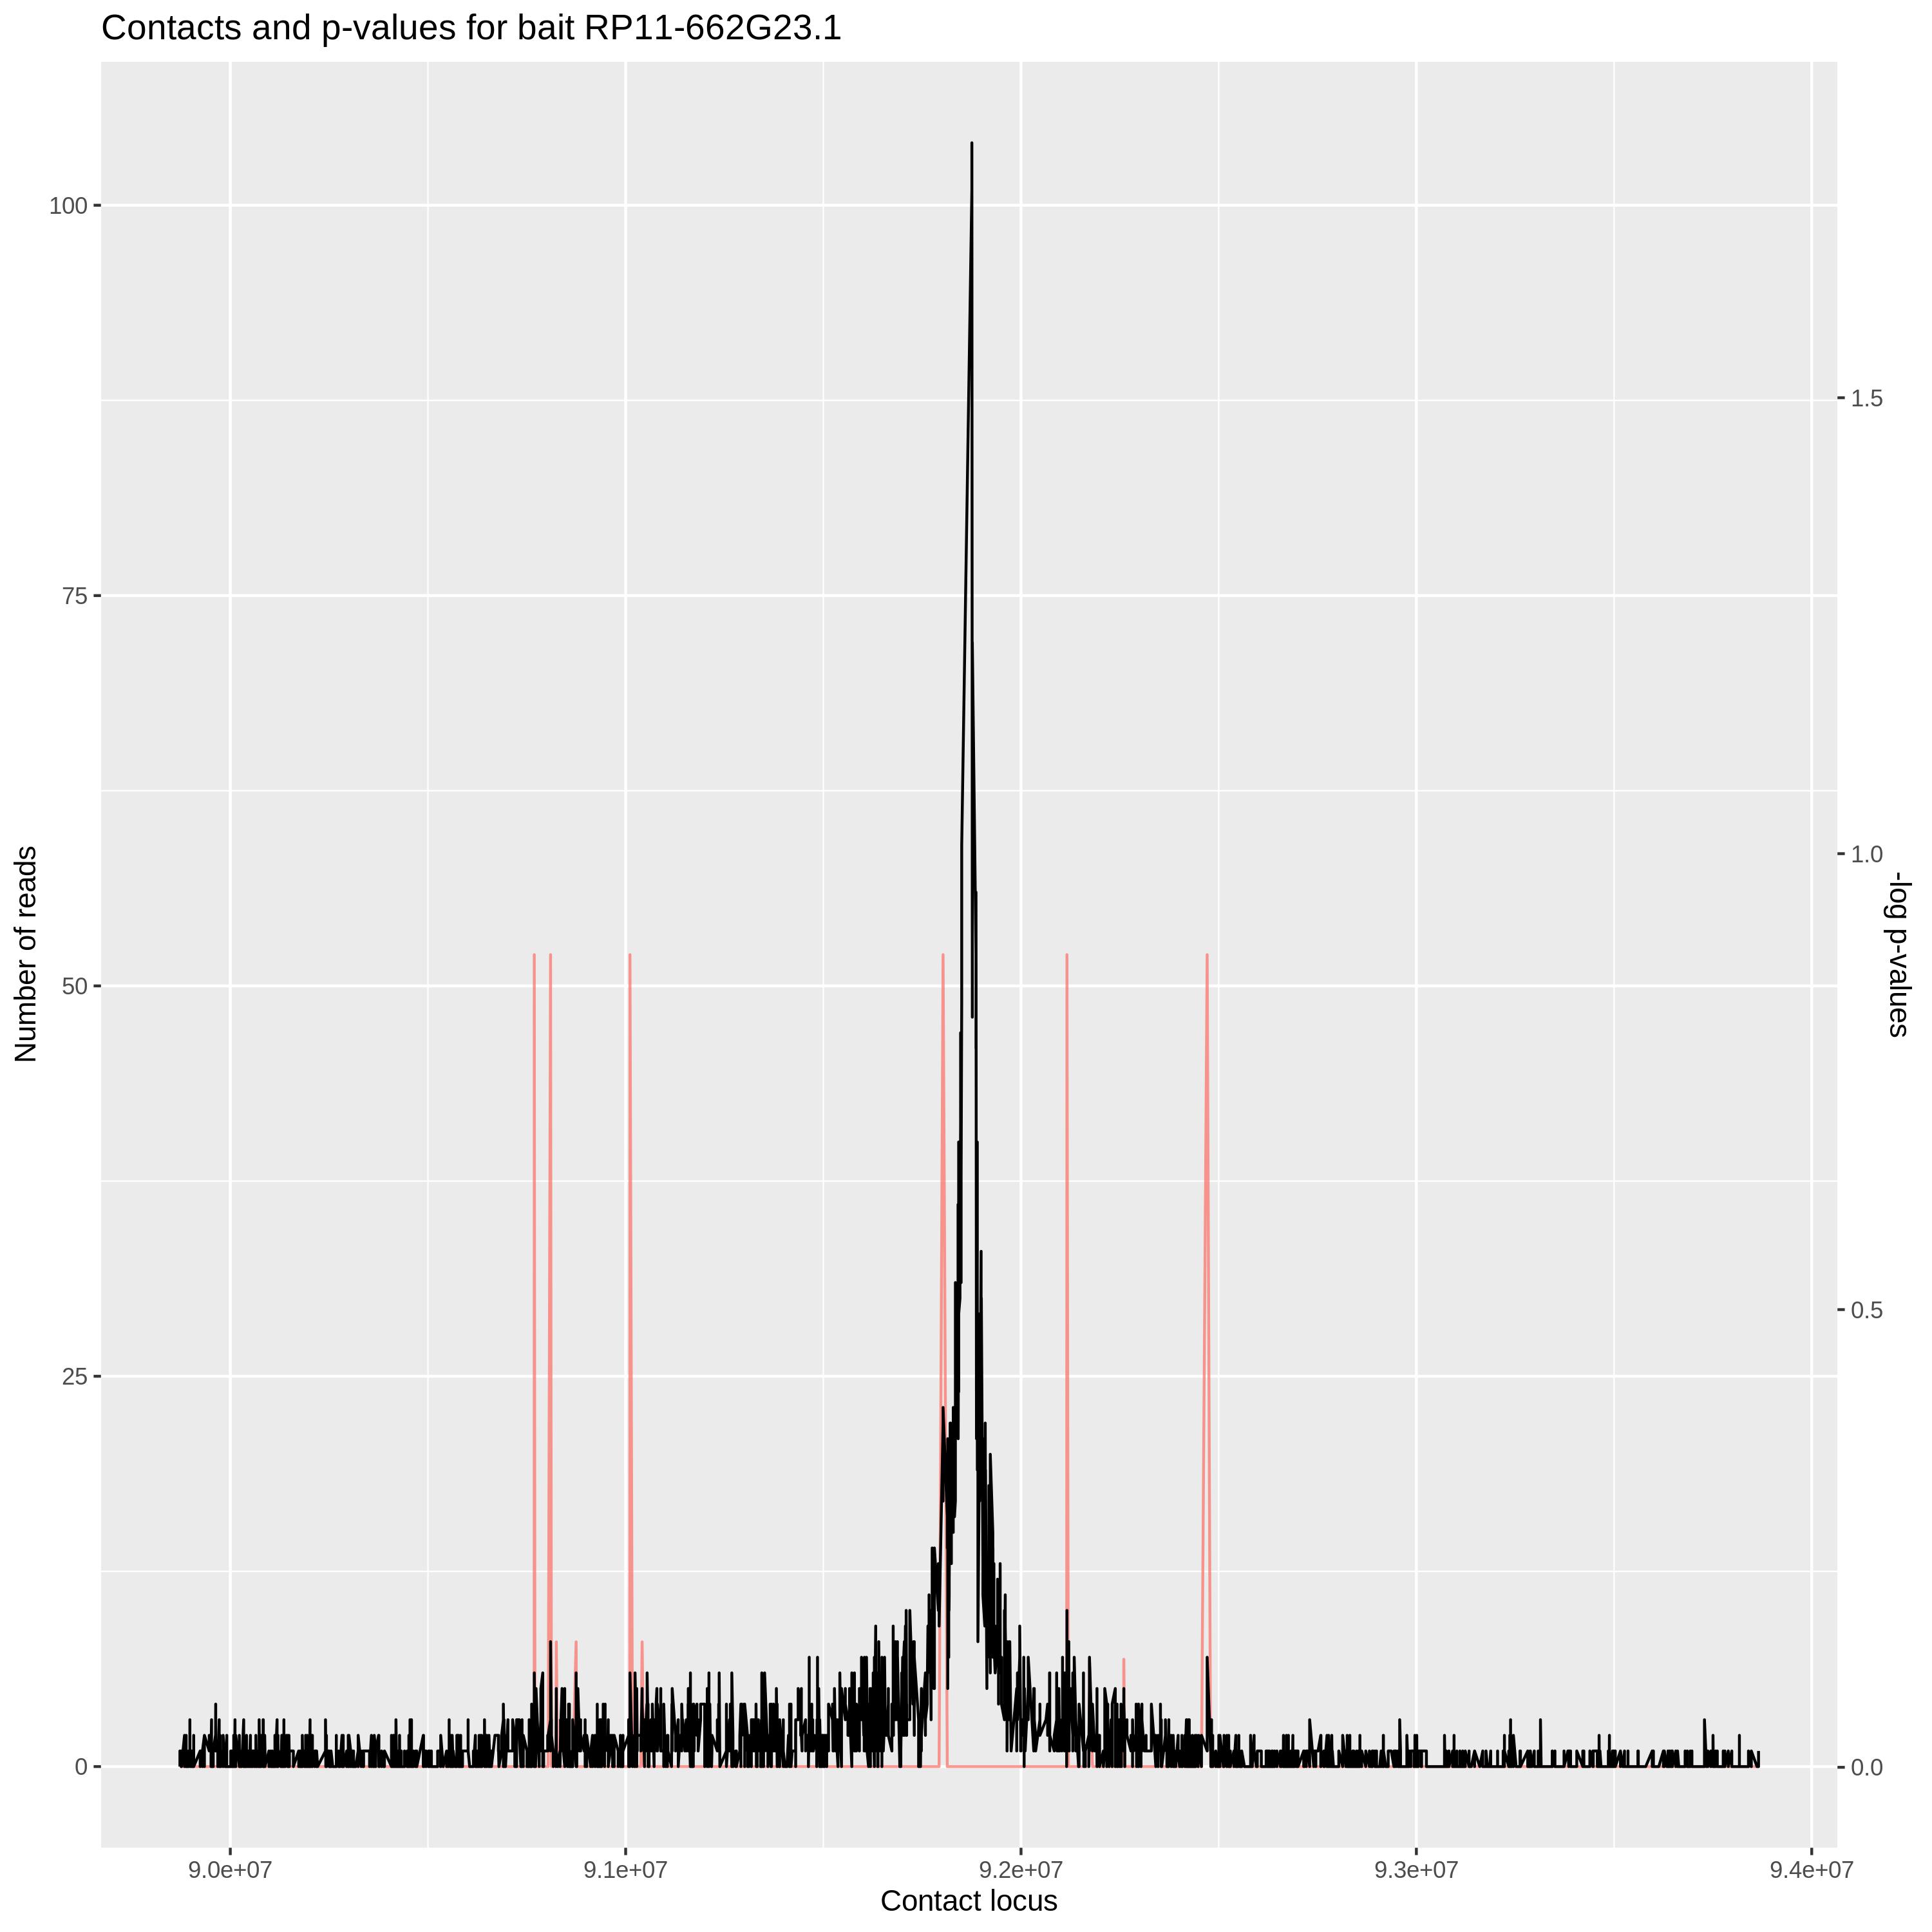 Contacts and p-values for bait RP11-662G23.1
100
75
50
25
0
Number of reads
1.5
1.0
0.5
0.0
-log p-values
9.0e+07
9.1e+07
9.2e+07
9.3e+07
9.4e+07
Contact locus